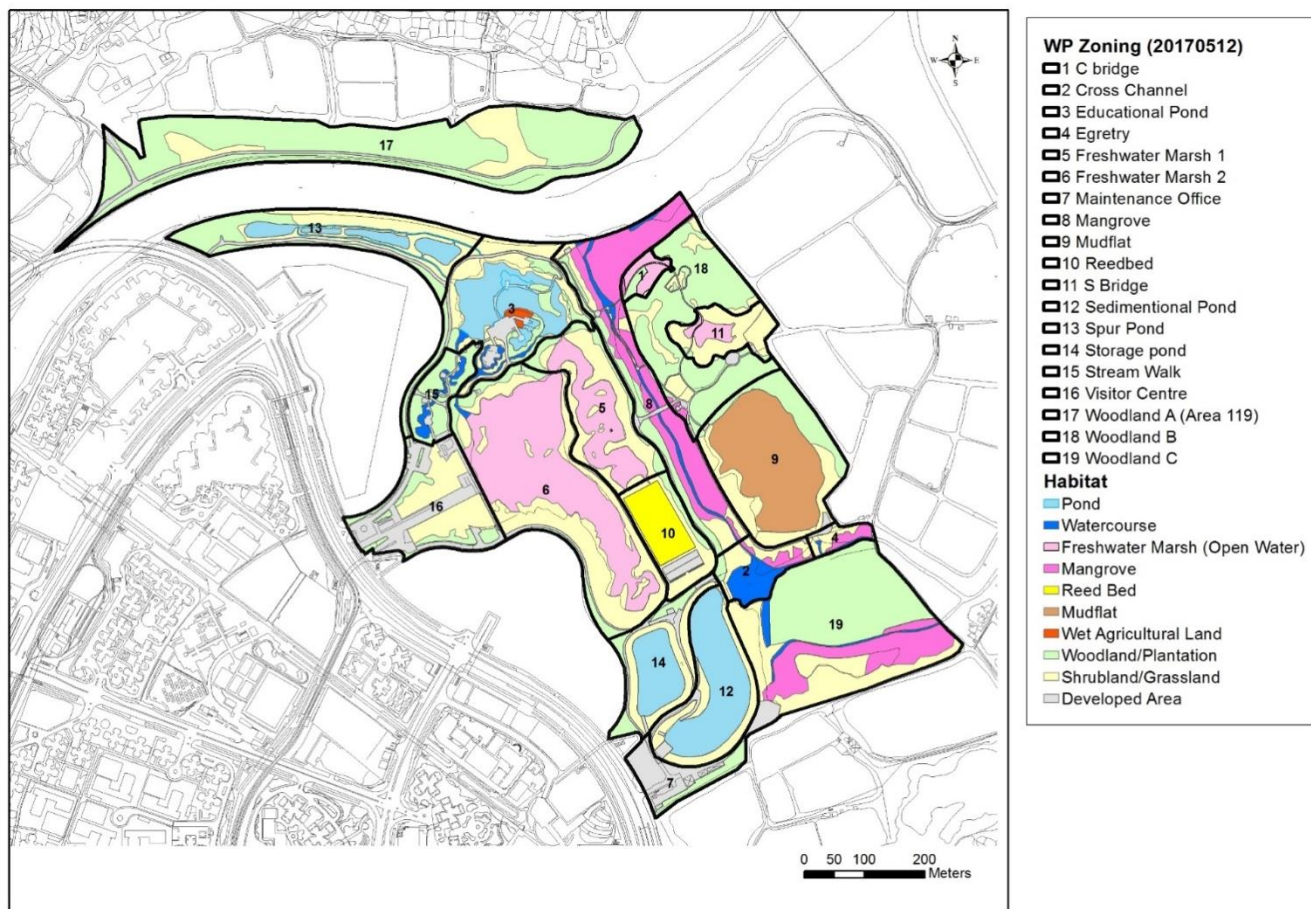 N
W E
S
17
13
18
1
3
11
15
5
8
9
6
16
10
4
2
19
14
12
7
0 50 100 200
Meters
WP Zoning (20170512)
1 C bridge
2 Cross Channel
3 Educational Pond
4 Egretry
5 Freshwater Marsh 1
6 Freshwater Marsh 2
7 Maintenance Office
8 Mangrove
9 Mudflat
10 Reedbed
11 S Bridge
12 Sedimentional Pond
13 Spur Pond
14 Storage pond
15 Stream Walk
16 Visitor Centre
17 Woodland A (Area 119)
18 Woodland B
19 Woodland C
Habitat
Pond
Watercourse
Freshwater Marsh (Open Water)
Mangrove
Reed Bed
Mudflat
Wet Agricultural Land
Woodland/Plantation
Shrubland/Grassland
Developed Area